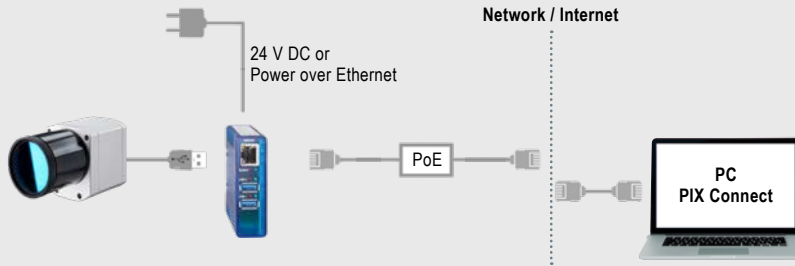 Network / Internet
24 V DC or
Power over Ethernet
PoE
PC
PIX Connect